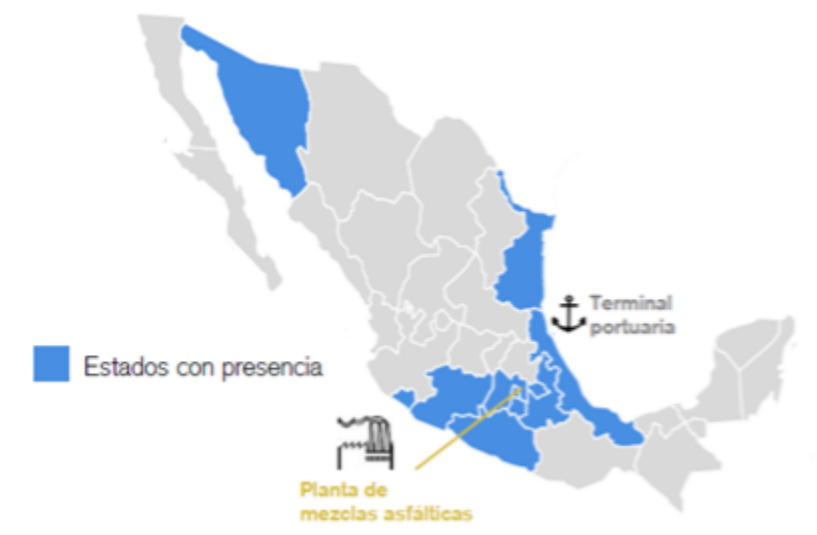 Terminal
portuaria
Estados con presencia
Planta de
mezclas asfálticas